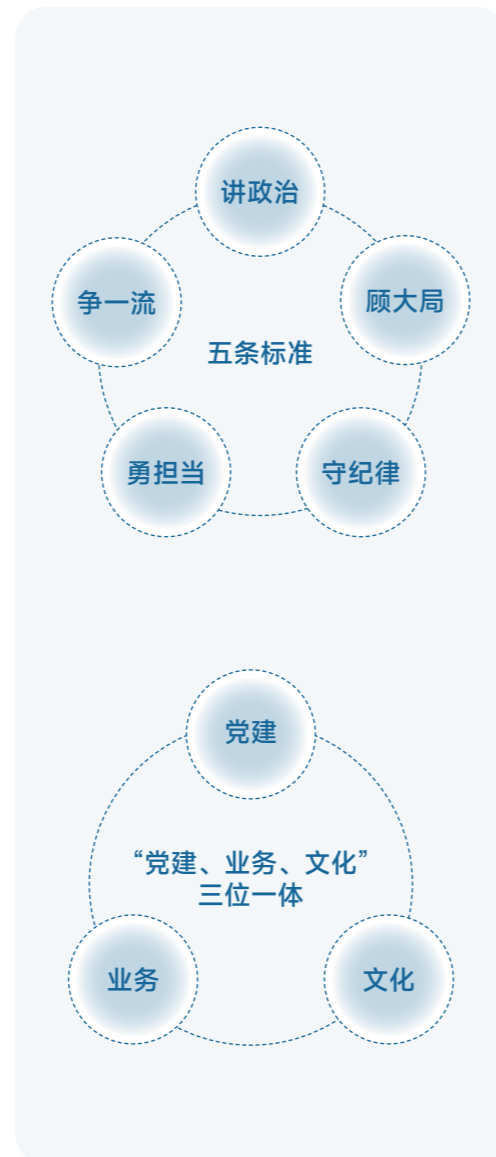 讲政治
争一流
顾大局
五条标准
勇担当
守纪律
党建
“党建、业务、文化”
三位一体
业务
文化